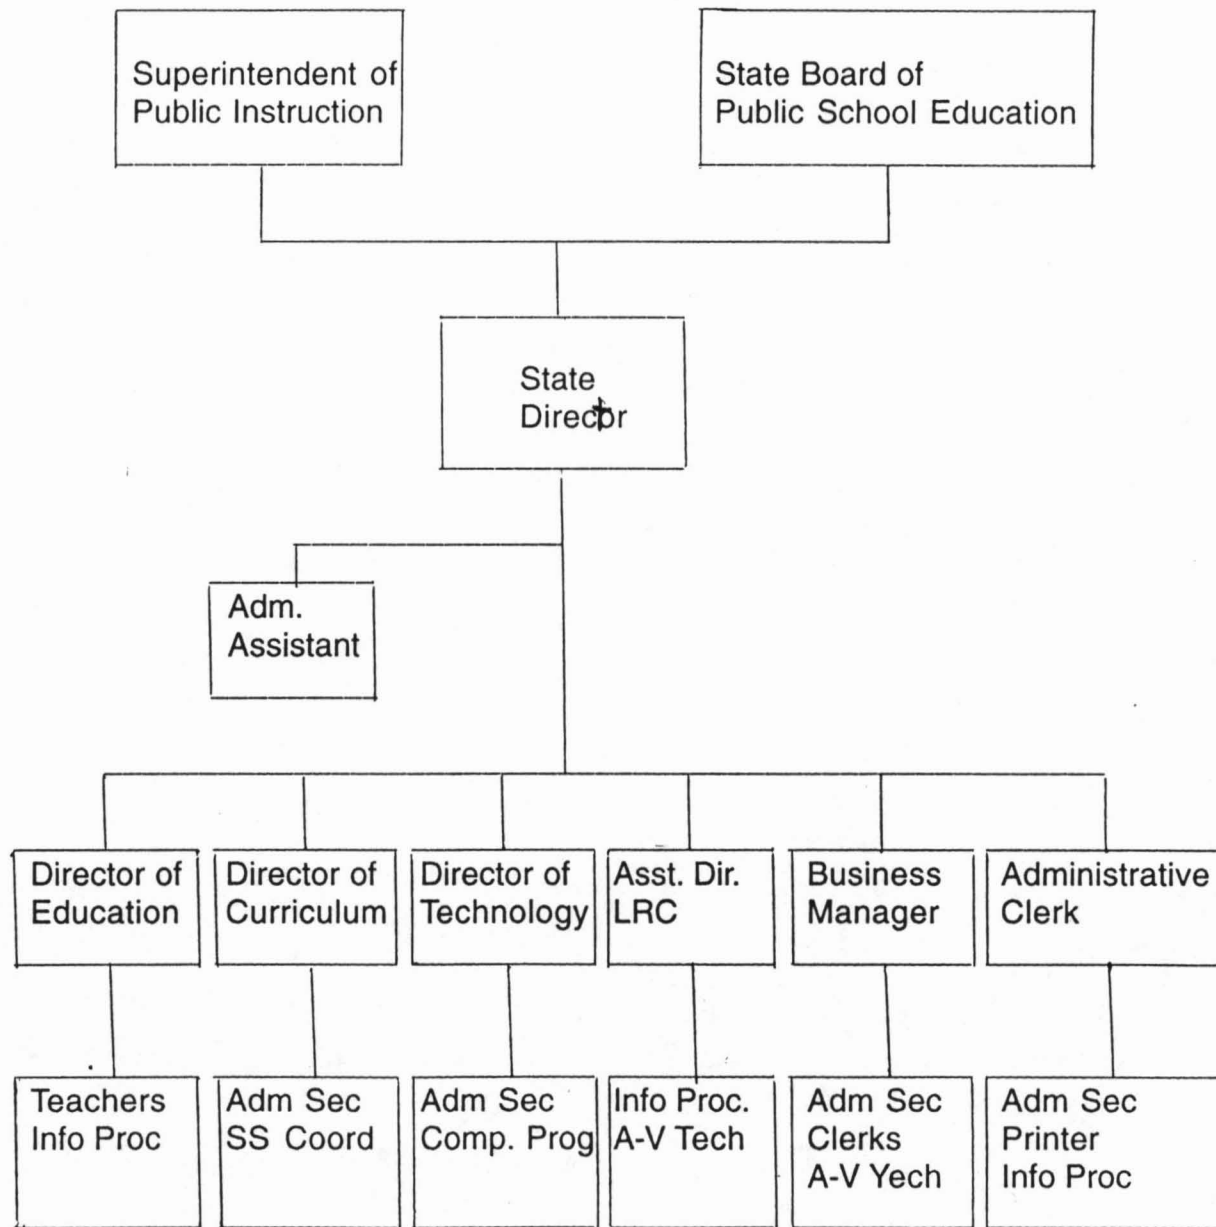 Superintendent of
Public Instruction
State Board of
Public School Education
State
Director
Adm.
Assistant
Director of
Education
Director of
Curriculum
Director of
Technology
Asst. Dir.
LRC
Business
Manager
Administrative
Clerk
Teachers
Info Proc
Adm Sec
SS Coord
Adm Sec
Comp. Prog
Info Proc.
A-V Tech
Adm Sec
Clerks
A-V Yech
Adm Sec
Printer
Info Proc